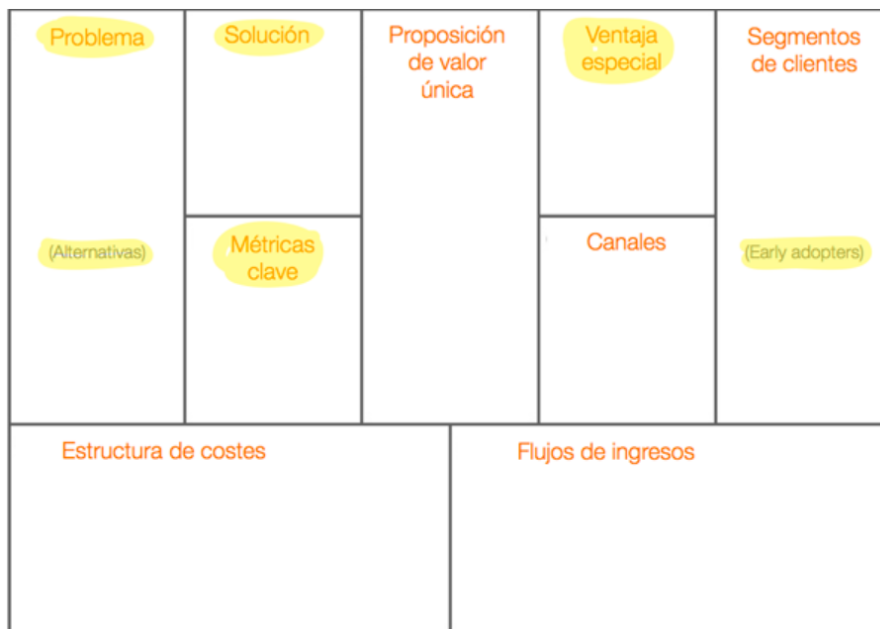 Problema
(Alternativas)
Solución
Métricas
clave
Proposición
de valor
única
Ventaja
especial
Canales
Segmentos
de clientes
(Early adopters)
Estructura de costes
Flujos de ingresos